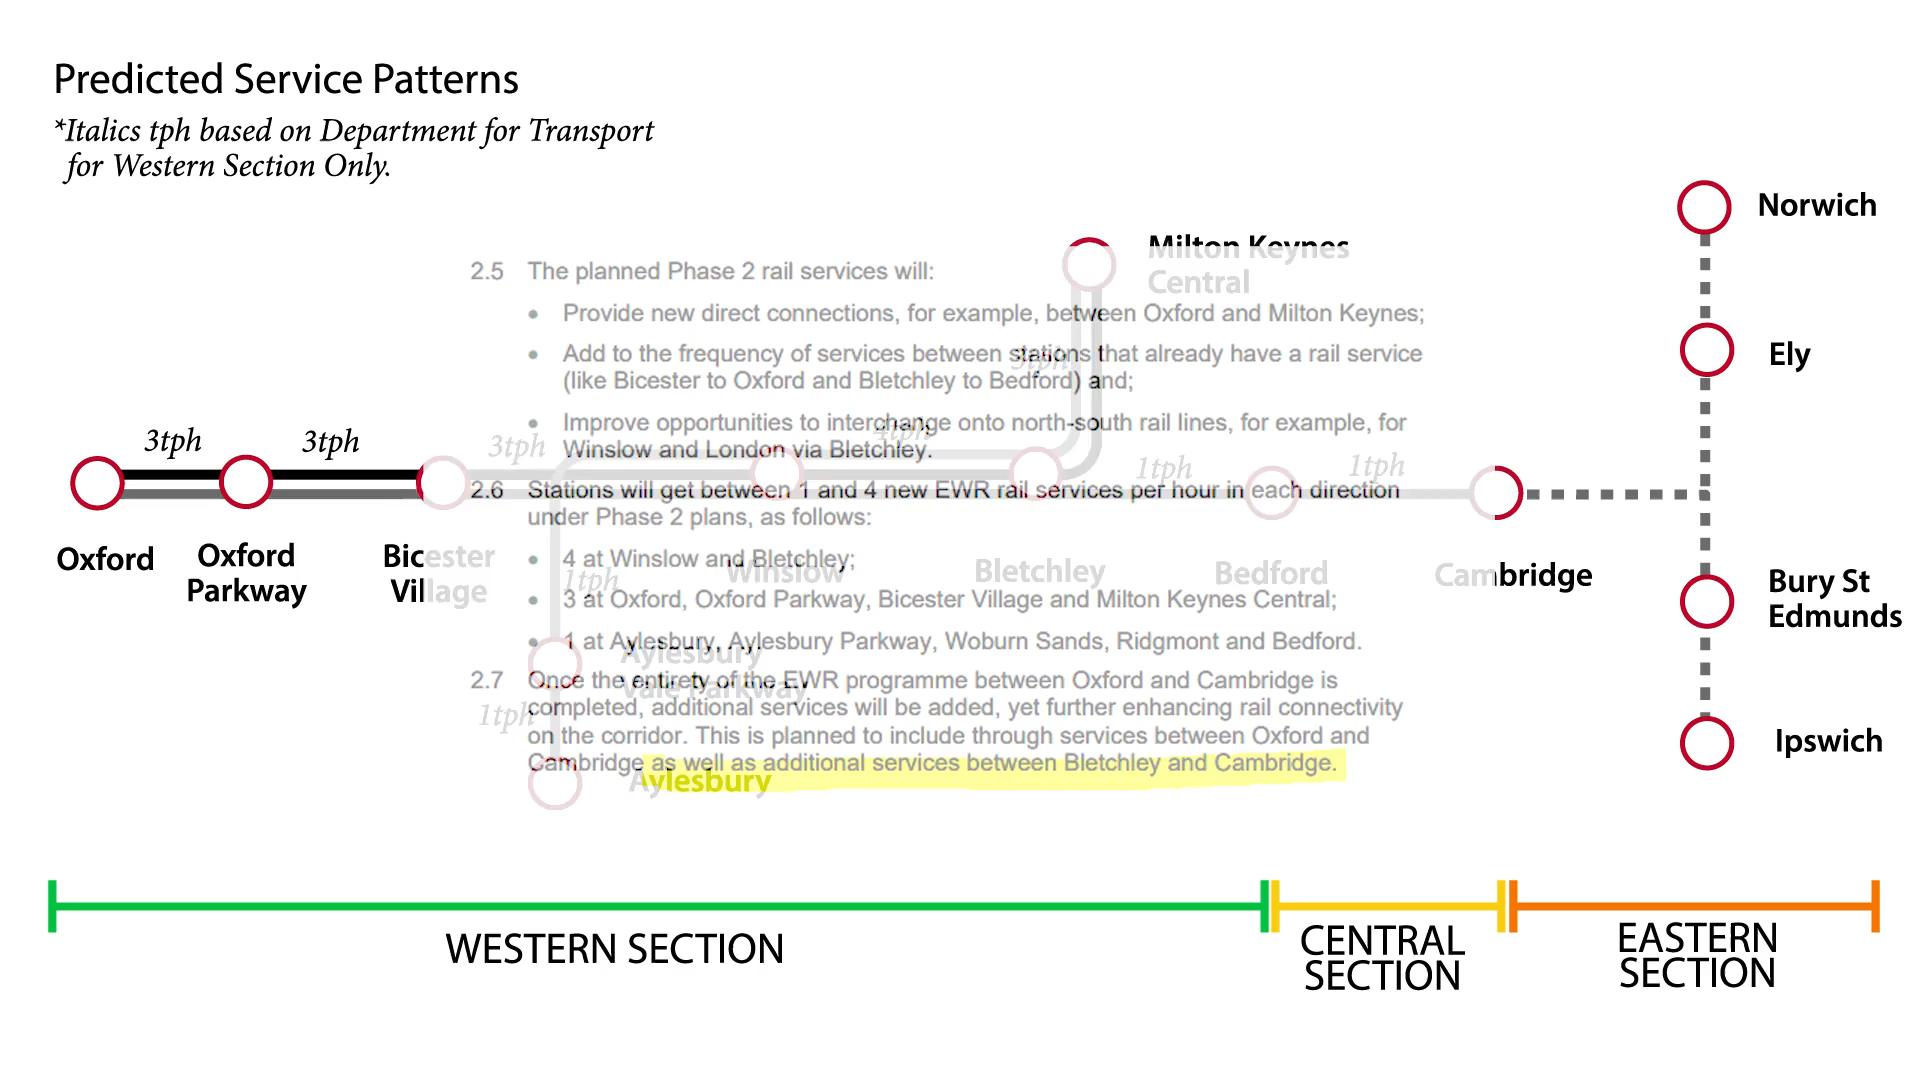 Predicted Service Patterns
*Italics tph based on Department for Transport
for Western Section Only.
Norwich
Milton Keynes
Central
2.5 The planned Phase 2 rail services will:
• Provide new direct connections, for example, between Oxford and Milton Keynes;
Ely
• Add to the frequency of services between stations that already have a rail service
(like Bicester to Oxford and Bletchley to Bedford) and;
3tph
• Improve opportunities to interchange onto north-south rail lines, for example, for
Winslow and London via Bletchley.
3tph
3tph
3tph
4tph
1tph
1tph
2.6 Stations will get between 1 and 4 new EWR rail services per hour in each direction
under Phase 2 plans, as follows:
• 4 at Winslow and Bletchley;
• 3 at Oxford, Oxford Parkway, Bicester Village and Milton Keynes Central;
• 1 at Aylesbury, Aylesbury Parkway, Woburn Sands, Ridgmont and Bedford.
Oxford
Oxford
Parkway
Bicester
Village
Winslow
Bletchley
Bedford
Cambridge
Bury St
Edmunds
1tph
Aylesbury
Vale Parkway
1tph
2.7 Once the entirety of the EWR programme between Oxford and Cambridge is
completed, additional services will be added, yet further enhancing rail connectivity
on the corridor. This is planned to include through services between Oxford and
Cambridge as well as additional services between Bletchley and Cambridge.
Ipswich
Aylesbury
WESTERN SECTION
CENTRAL
SECTION
EASTERN
SECTION